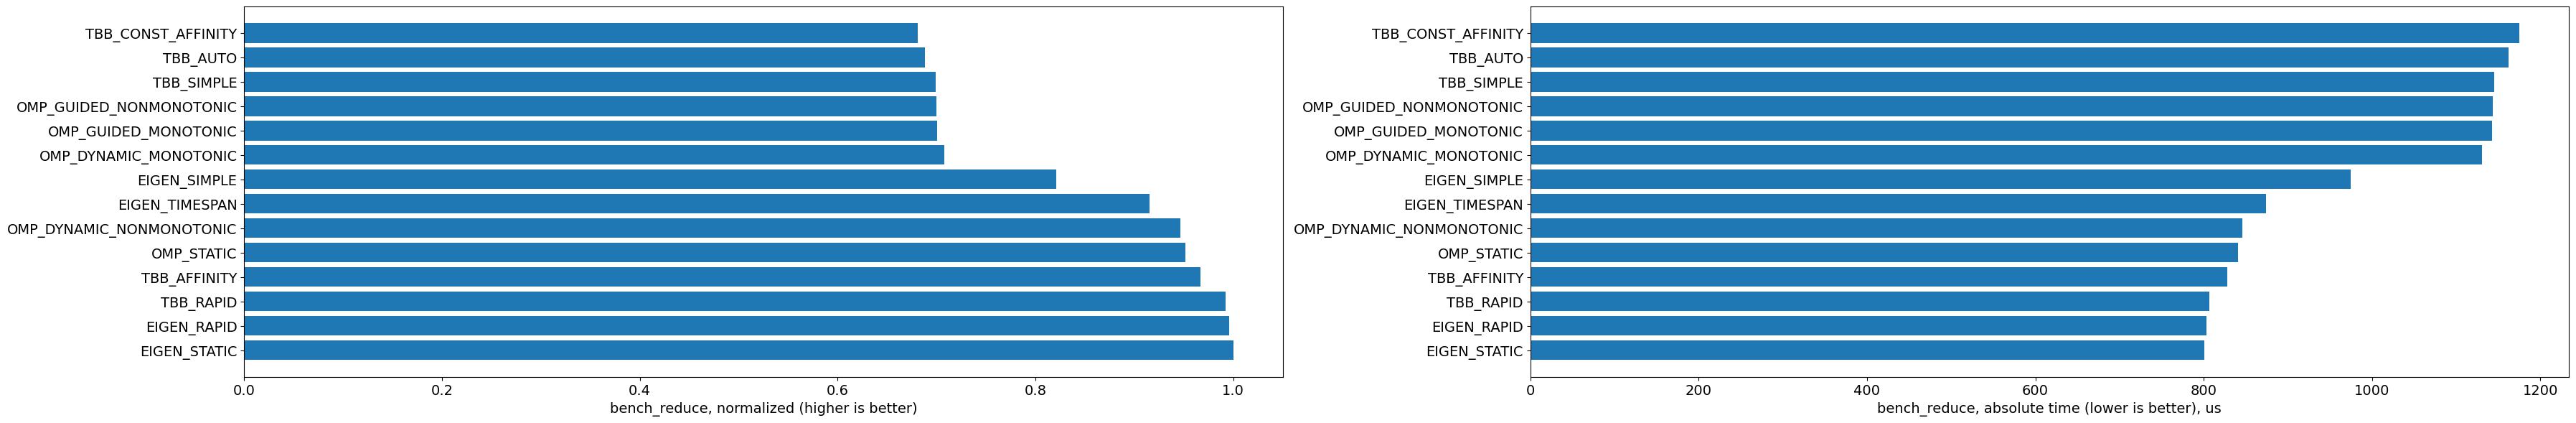 TBB_CONST_AFFINITY
TBB_AUTO
TBB_SIMPLE
OMP_GUIDED_NONMONOTONIC
OMP_GUIDED_MONOTONIC
OMP_DYNAMIC_MONOTONIC
EIGEN_SIMPLE
EIGEN_TIMESPAN
OMP_DYNAMIC_NONMONOTONIC
OMP_STATIC
TBB_AFFINITY
TBB_RAPID
EIGEN_RAPID
EIGEN_STATIC
0.0 0.2 0.4 0.6 0.8 1.0
bench_reduce, normalized (higher is better)
TBB_CONST_AFFINITY
TBB_AUTO
TBB_SIMPLE
OMP_GUIDED_NONMONOTONIC
OMP_GUIDED_MONOTONIC
OMP_DYNAMIC_MONOTONIC
EIGEN_SIMPLE
EIGEN_TIMESPAN
OMP_DYNAMIC_NONMONOTONIC
OMP_STATIC
TBB_AFFINITY
TBB_RAPID
EIGEN_RAPID
EIGEN_STATIC
0 200 400 600 800 1000 1200
bench_reduce, absolute time (lower is better), us